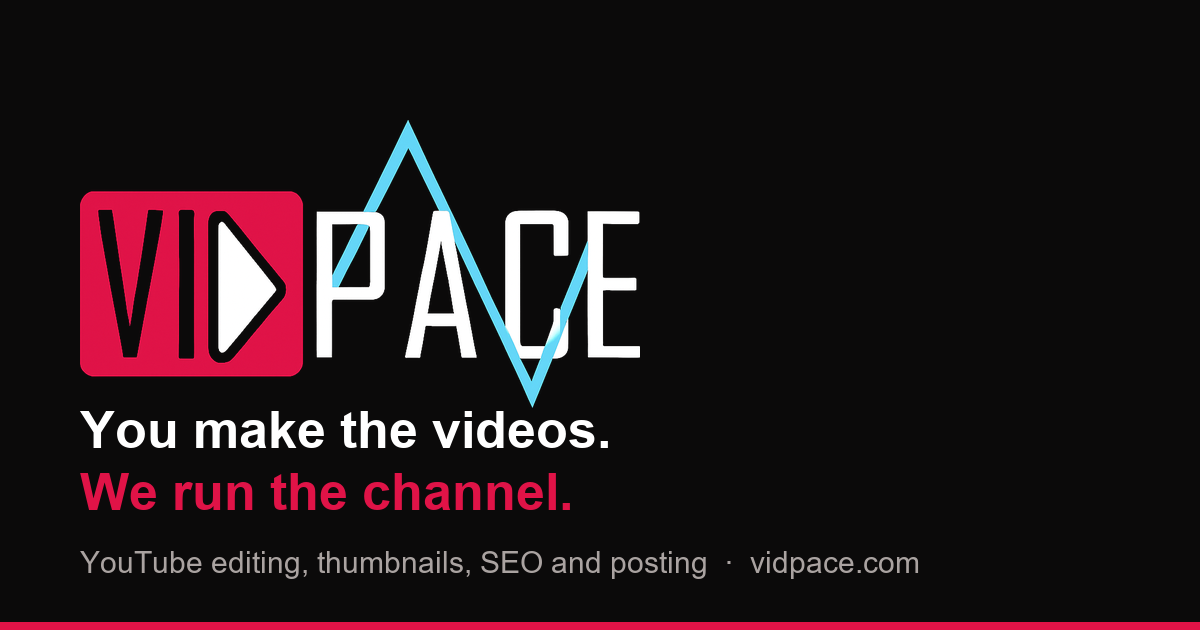 VIDPACE
You make the videos.
We run the channel.
YouTube editing, thumbnails, SEO and posting · vidpace.com